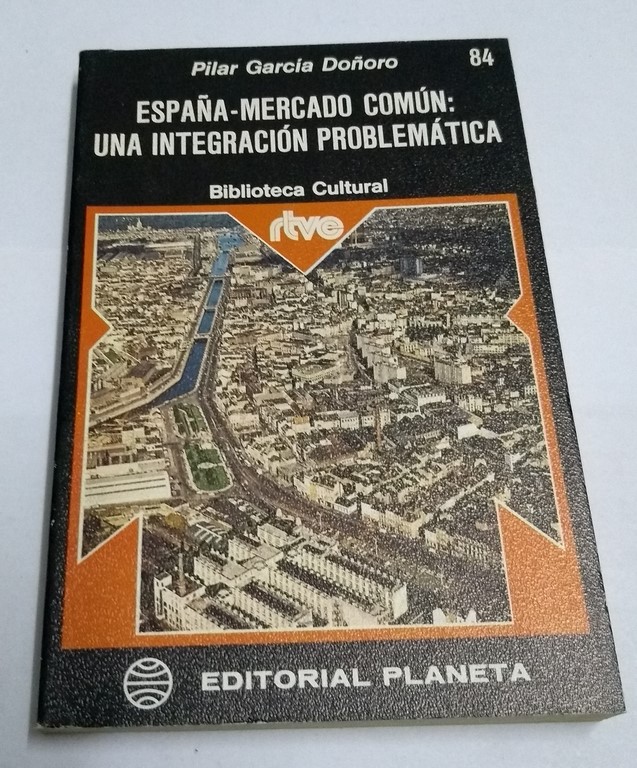 Pilar García Doñoro
84
ESPAÑA-MERCADO COMÚN:
UNA INTEGRACIÓN PROBLEMÁTICA
Biblioteca Cultural
rtve
EDITORIAL PLANETA